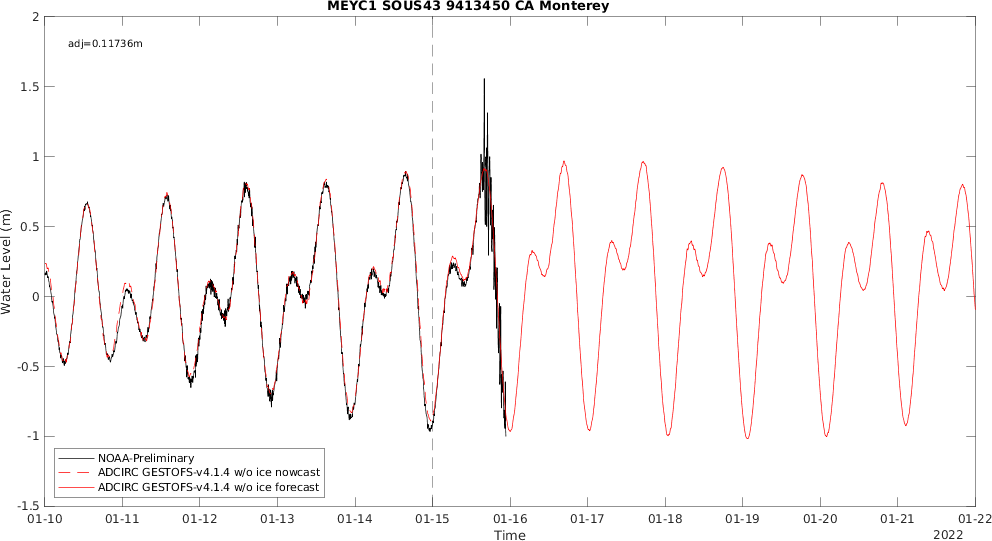 MEYC1 SOUS43 9413450 CA Monterey
adj=0.11736m
Water Level (m)
2
1.5
1
0.5
0
-0.5
-1
-1.5
NOAA-Preliminary
ADCIRC GESTOFS-v4.1.4 w/o ice nowcast
ADCIRC GESTOFS-v4.1.4 w/o ice forecast
01-10 01-11 01-12 01-13 01-14 01-15 01-16 01-17 01-18 01-19 01-20 01-21 01-22
Time
2022